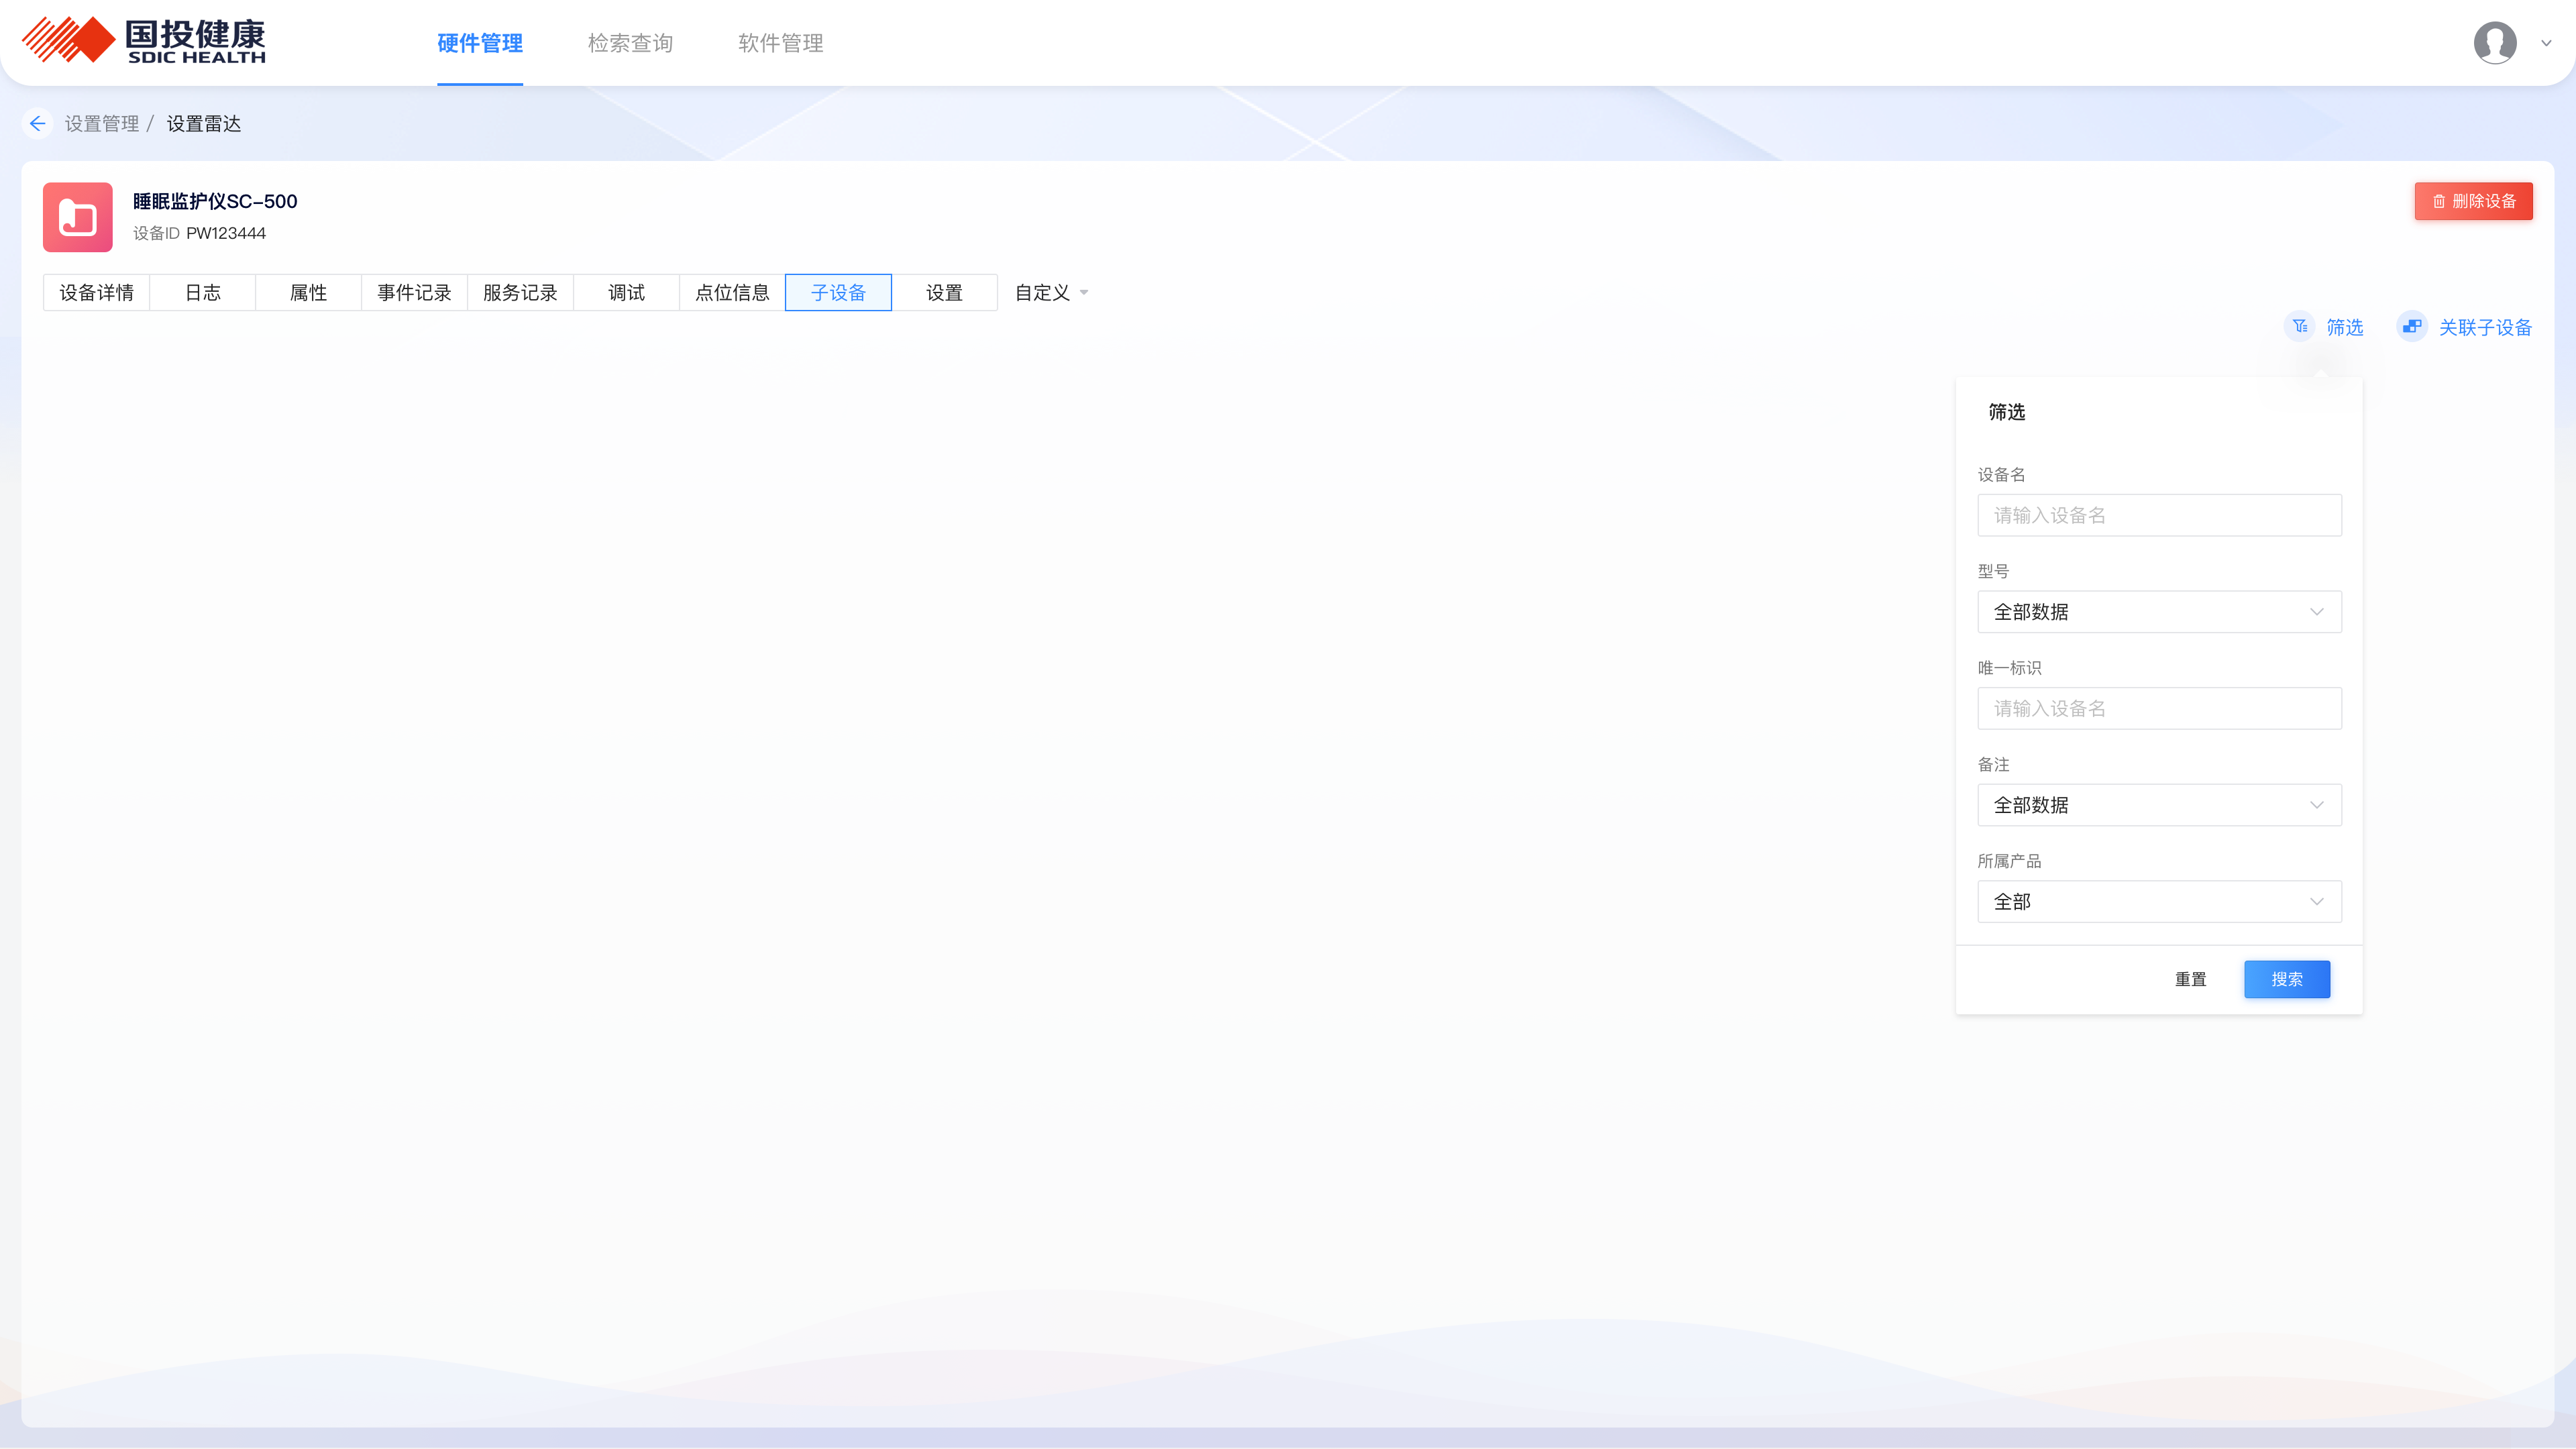 国投健康
SDIC HEALTH
硬件管理 检索查询 软件管理
设置管理 / 设置雷达
睡眠监护仪SC-500
设备ID PW123444
删除设备
设备详情 日志 属性 事件记录 服务记录 调试 点位信息 子设备 设置 自定义
筛选 关联子设备
筛选
设备名
请输入设备名
型号
全部数据
唯一标识
请输入设备名
备注
全部数据
所属产品
全部
重置 搜索